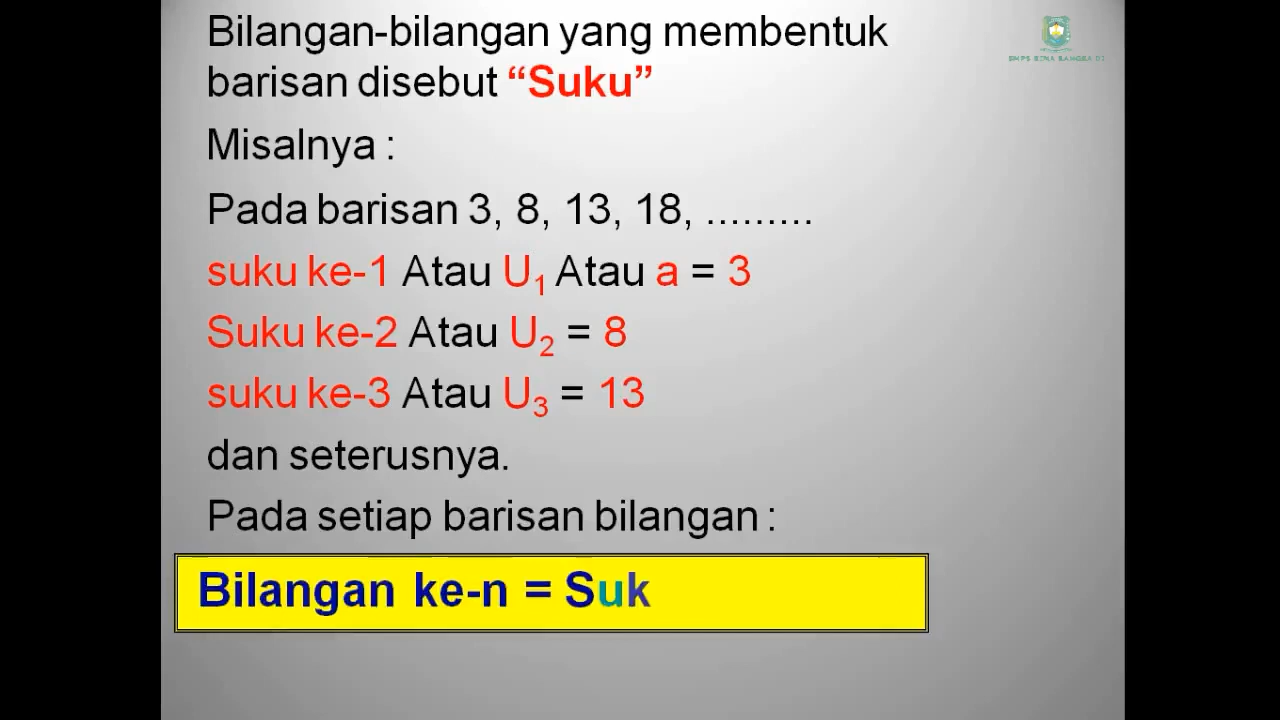 Bilangan-bilangan yang membentuk
barisan disebut “Suku”
Misalnya :
Pada barisan 3, 8, 13, 18, .........
suku ke-1 Atau U₁ Atau a = 3
Suku ke-2 Atau U₂ = 8
suku ke-3 Atau U₃ = 13
dan seterusnya.
Pada setiap barisan bilangan :
Bilangan ke-n = Suk